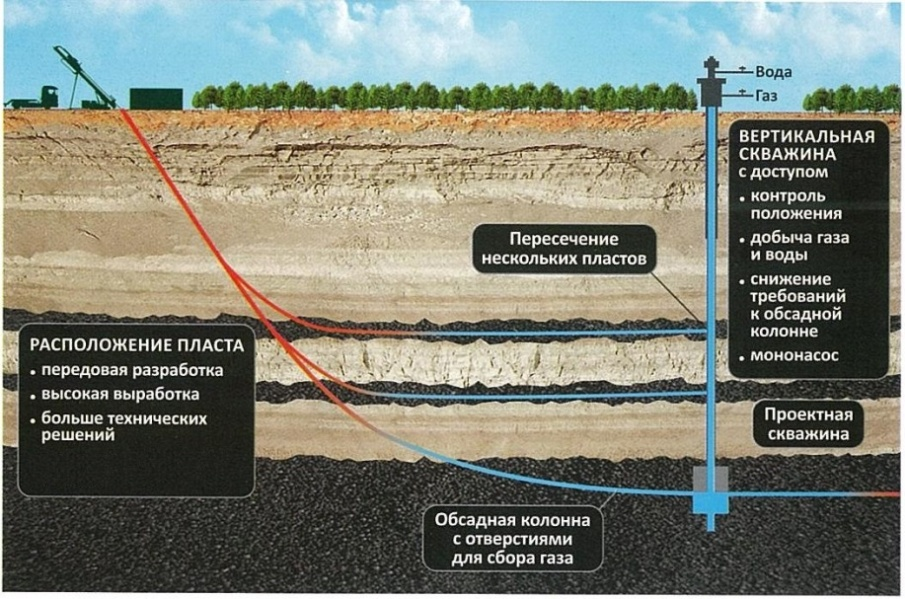 Вода
Газ
ВЕРТИКАЛЬНАЯ
СКВАЖИНА
с доступом
• контроль
положения
• добыча газа
и воды
• снижение
требований
к обсадной
колонне
• мононасос
Пересечение
нескольких пластов
РАСПОЛОЖЕНИЕ ПЛАСТА
• передовая разработка
• высокая выработка
• больше технических
решений
Проектная
скважина
Обсадная колонна
с отверстиями
для сбора газа